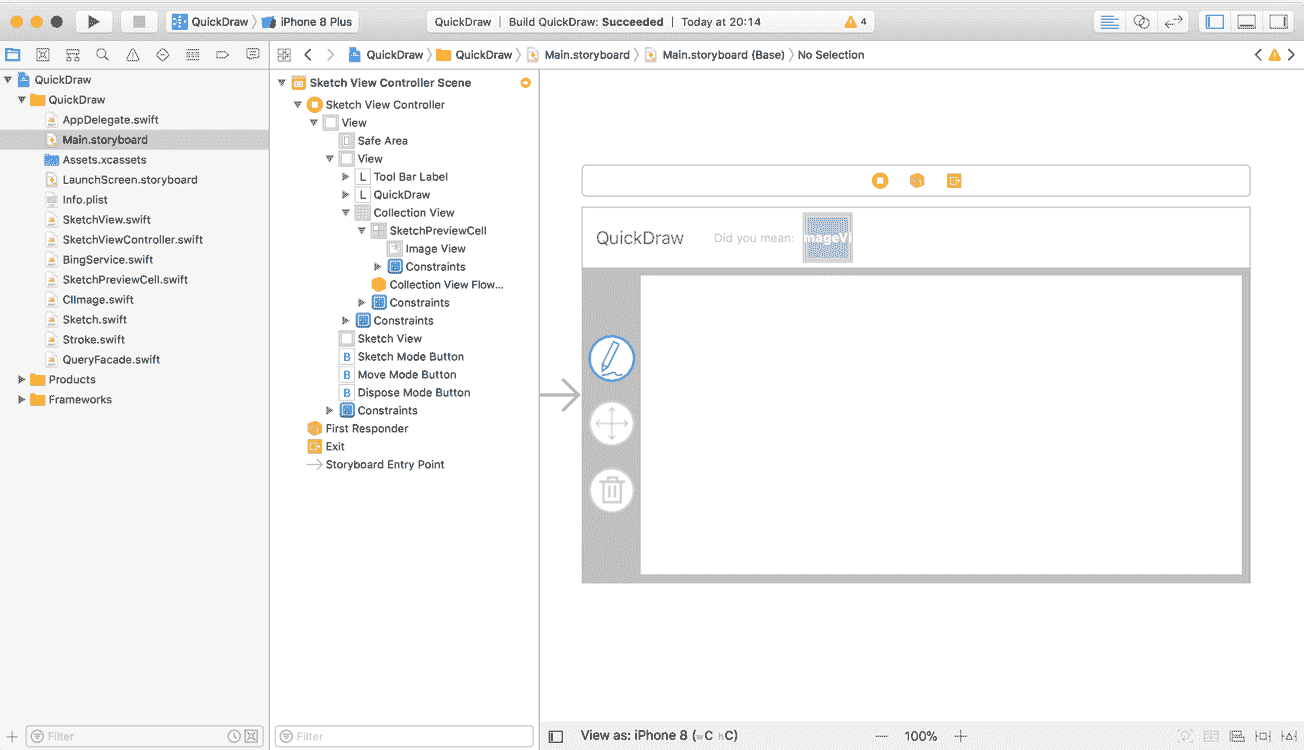 QuickDraw iPhone 8 Plus QuickDraw | Build QuickDraw: Succeeded | Today at 20:14 4
QuickDraw QuickDraw Main.storyboard Main.storyboard (Base) No Selection
QuickDraw
QuickDraw
AppDelegate.swift
Main.storyboard
Assets.xcassets
LaunchScreen.storyboard
Info.plist
SketchView.swift
SketchViewController.swift
BingService.swift
SketchPreviewCell.swift
CIImage.swift
Sketch.swift
Stroke.swift
QueryFacade.swift
Products
Frameworks
Filter
Sketch View Controller Scene
Sketch View Controller
View
Safe Area
View
L Tool Bar Label
L QuickDraw
Collection View
SketchPreviewCell
Image View
Constraints
Collection View Flow...
Constraints
Constraints
Sketch View
B Sketch Mode Button
B Move Mode Button
B Dispose Mode Button
Constraints
First Responder
Exit
Storyboard Entry Point
Filter
QuickDraw Did you mean: mageVi
View as: iPhone 8 (wC hC) — 100% +